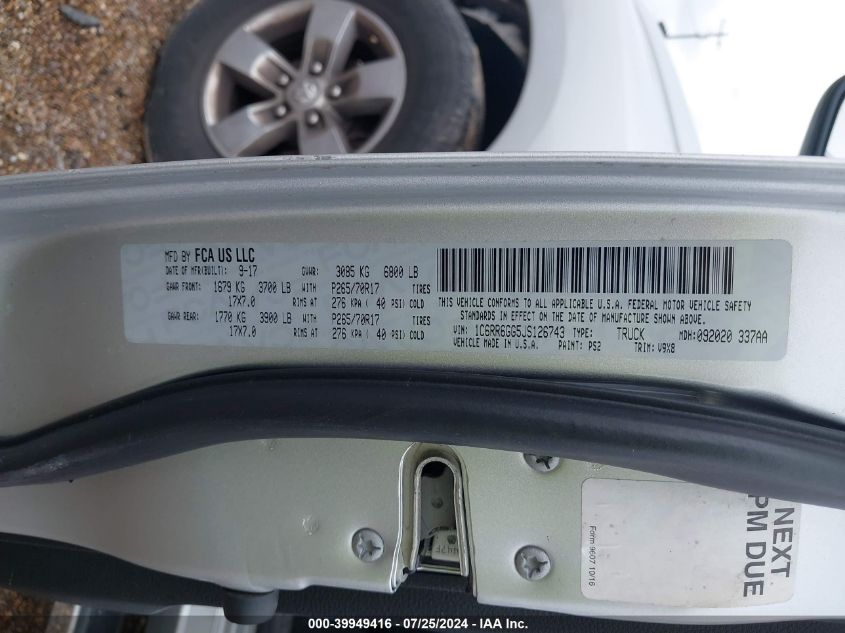 MFD BY FCA US LLC
DATE OF MFR(BUILT): 9-17 GVWR: 3085 KG 6800 LB
GAWR FRONT: 1679 KG 3700 LB WITH P265/70R17 TIRES
17X7.0 RIMS AT 276 KPA ( 40 PSI) COLD
GAWR REAR: 1770 KG 3900 LB WITH P265/70R17 TIRES
17X7.0 RIMS AT 276 KPA ( 40 PSI) COLD
THIS VEHICLE CONFORMS TO ALL APPLICABLE U.S.A. FEDERAL MOTOR VEHICLE SAFETY
STANDARDS IN EFFECT ON THE DATE OF MANUFACTURE SHOWN ABOVE.
VIN: 1C6RR6GG5JS126743 TYPE: TRUCK MDH:092020 337AA
VEHICLE MADE IN U.S.A. PAINT: PS2 TRIM: V9X8
NEXT
PM DUE
Form 9607 10/16
000-39949416 - 07/25/2024 - IAA Inc.